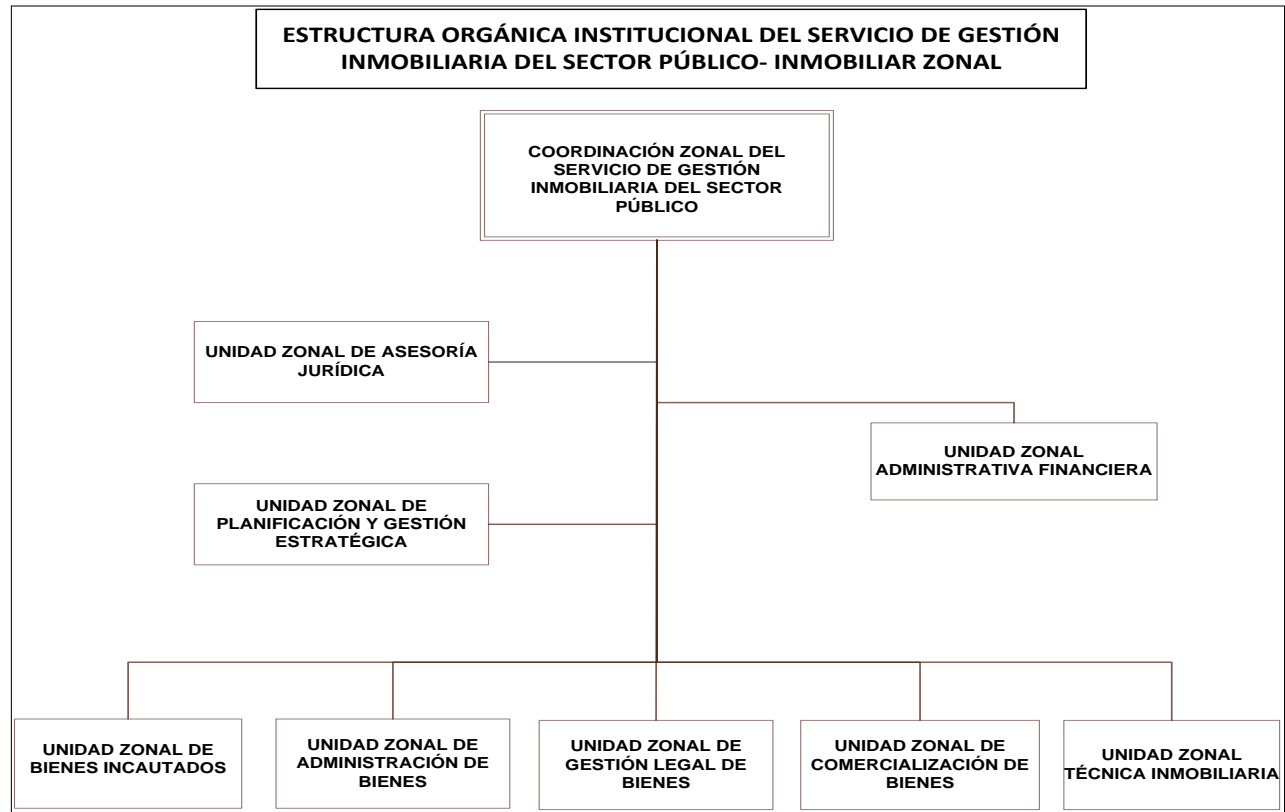 ESTRUCTURA ORGÁNICA INSTITUCIONAL DEL SERVICIO DE GESTIÓN
INMOBILIARIA DEL SECTOR PÚBLICO- INMOBILIAR ZONAL
COORDINACIÓN ZONAL DEL
SERVICIO DE GESTIÓN
INMOBILIARIA DEL SECTOR
PÚBLICO
UNIDAD ZONAL DE ASESORÍA
JURÍDICA
UNIDAD ZONAL
ADMINISTRATIVA FINANCIERA
UNIDAD ZONAL DE
PLANIFICACIÓN Y GESTIÓN
ESTRATÉGICA
UNIDAD ZONAL DE
BIENES INCAUTADOS
UNIDAD ZONAL DE
ADMINISTRACIÓN DE
BIENES
UNIDAD ZONAL DE
GESTIÓN LEGAL DE
BIENES
UNIDAD ZONAL DE
COMERCIALIZACIÓN DE
BIENES
UNIDAD ZONAL
TÉCNICA INMOBILIARIA